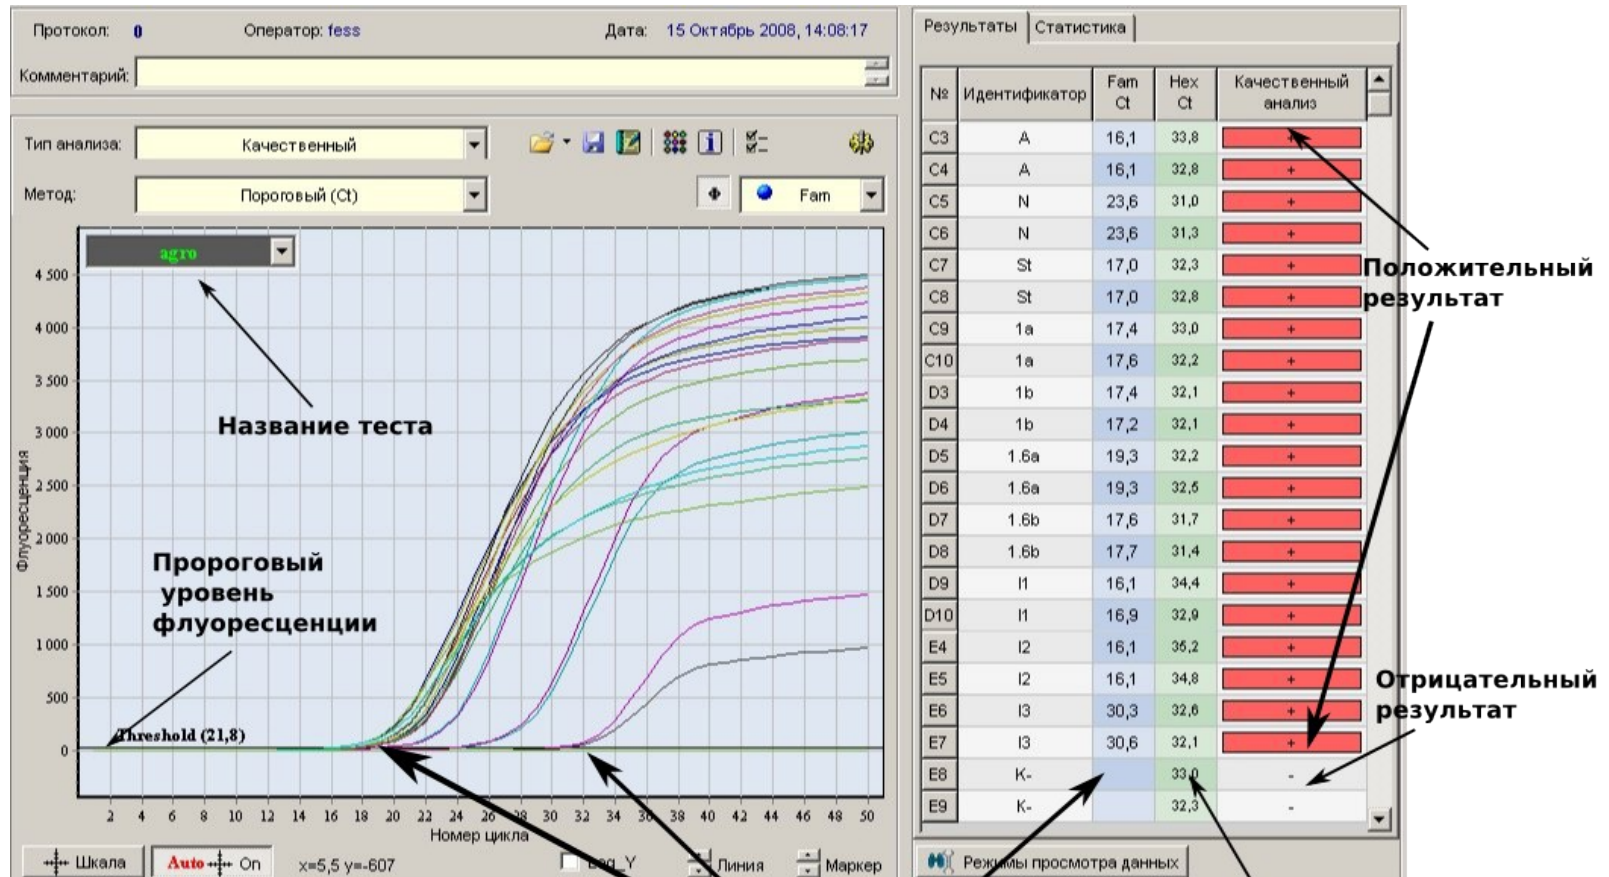 Протокол: 0 Оператор: fess Дата: 15 Октябрь 2008, 14:08:17
Комментарий:
Тип анализа: Качественный
Метод: Пороговый (Ct) Ф Fam
agro
4 500
4 000
3 500
3 000
2 500
2 000
1 500
1 000
500
0
Флуоресценция
Название теста
Пророговый
уровень
флуоресценции
Threshold (21,8)
2 4 6 8 10 12 14 16 18 20 22 24 26 28 30 32 34 36 38 40 42 44 46 48 50
Номер цикла
Шкала Auto On x=5,5 y=-607 Log_Y Линия Маркер
Результаты Статистика
№ Идентификатор Fam Ct Hex Ct Качественный анализ
C3 A 16,1 33,8 +
C4 A 16,1 32,8 +
C5 N 23,6 31,0 +
C6 N 23,6 31,3 +
C7 St 17,0 32,3 +
C8 St 17,0 32,8 +
C9 1a 17,4 33,0 +
C10 1a 17,6 32,2 +
D3 1b 17,4 32,1 +
D4 1b 17,2 32,1 +
D5 1.6a 19,3 32,2 +
D6 1.6a 19,3 32,5 +
D7 1.6b 17,6 31,7 +
D8 1.6b 17,7 31,4 +
D9 I1 16,1 34,4 +
D10 I1 16,9 32,9 +
E4 I2 16,1 35,2 +
E5 I2 16,1 34,8 +
E6 I3 30,3 32,6 +
E7 I3 30,6 32,1 +
E8 K- 33,0 -
E9 K- 32,3 -
Режимы просмотра данных
Положительный
результат
Отрицательный
результат